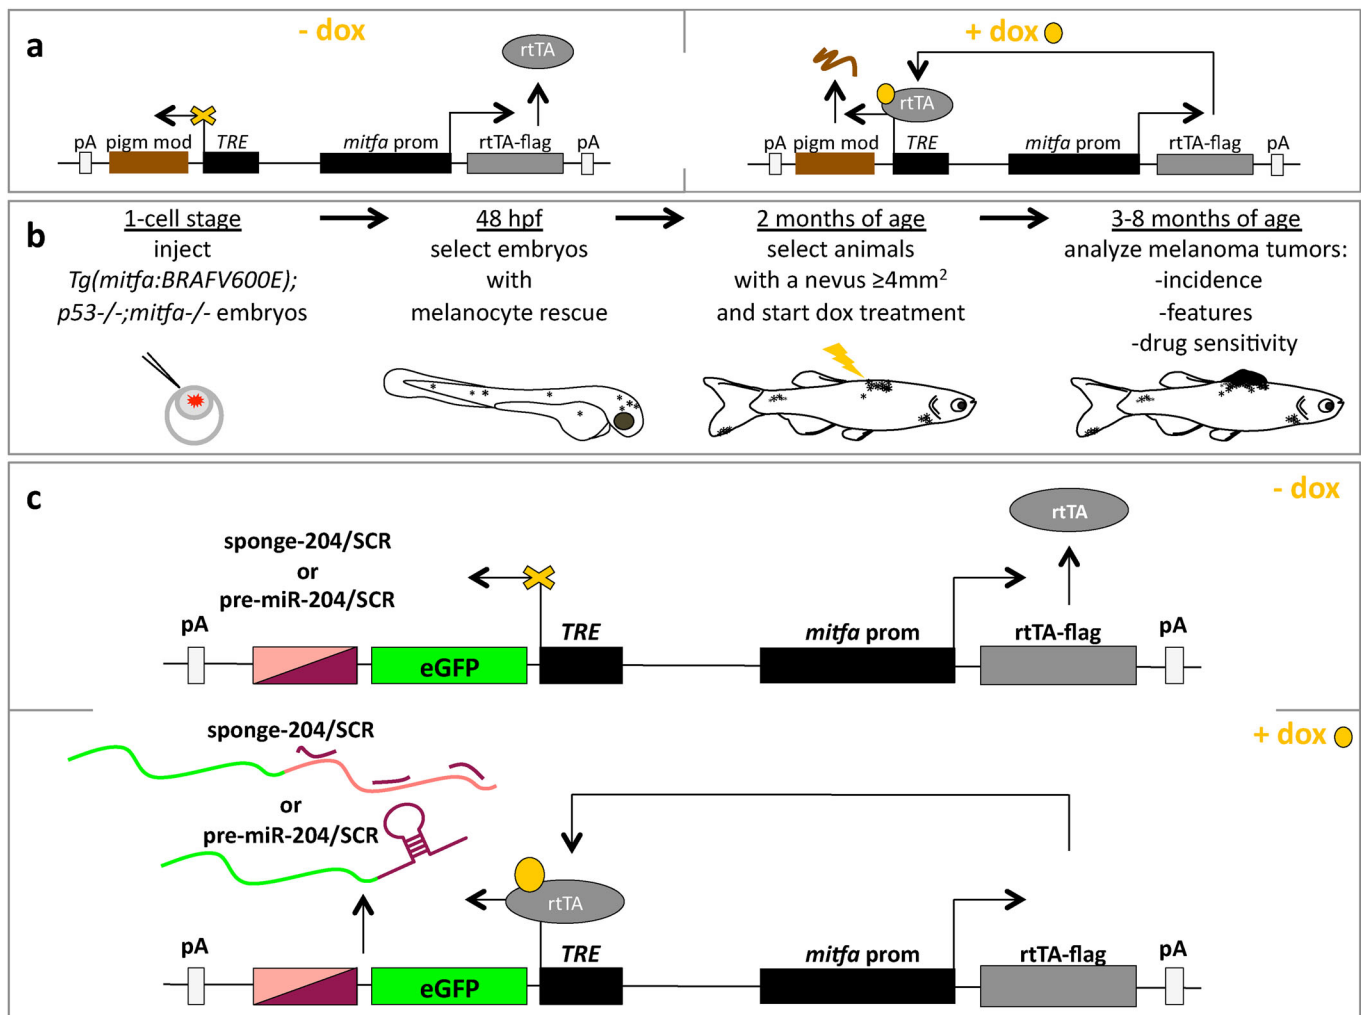 a
- dox
rtTA
pA
pigm mod
TRE
mitfa prom
rtTA-flag
pA
+ dox
rtTA
pA
pigm mod
TRE
mitfa prom
rtTA-flag
pA
b
1-cell stage
inject
Tg(mitfa:BRAFV600E);
p53-/-;mitfa-/- embryos
48 hpf
select embryos
with
melanocyte rescue
2 months of age
select animals
with a nevus ≥4mm²
and start dox treatment
3-8 months of age
analyze melanoma tumors:
-incidence
-features
-drug sensitivity
c
- dox
rtTA
sponge-204/SCR
or
pre-miR-204/SCR
pA
eGFP
TRE
mitfa prom
rtTA-flag
pA
+ dox
sponge-204/SCR
or
pre-miR-204/SCR
rtTA
pA
eGFP
TRE
mitfa prom
rtTA-flag
pA